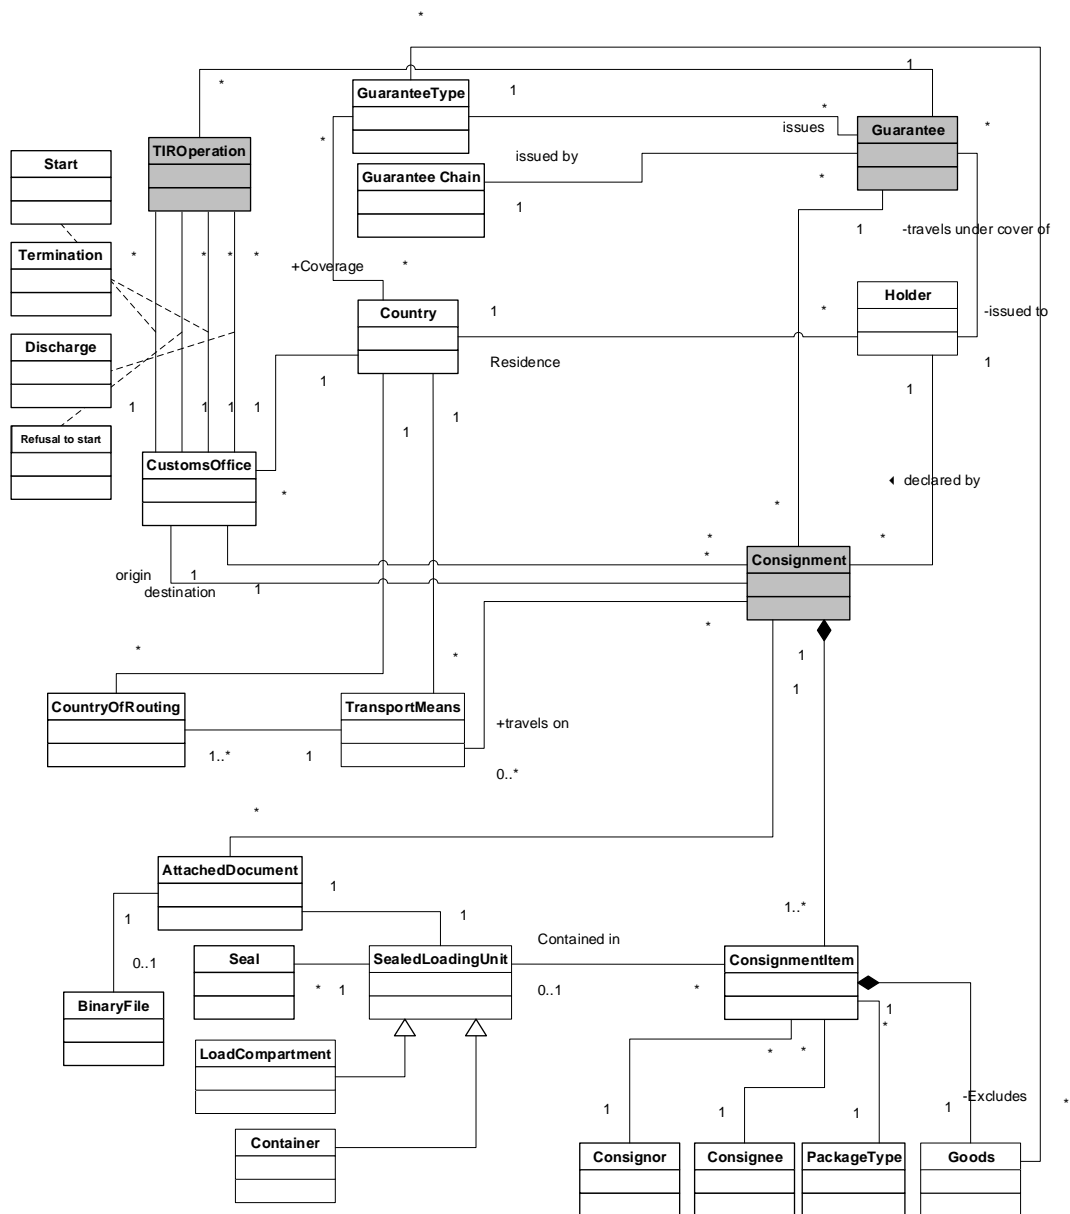 *
*
1
GuaranteeType
1
*
issues
Guarantee
*
*
TIROperation
Start
issued by
Guarantee Chain
*
1
1
-travels under cover of
Termination
*
*
*
*
+Coverage
*
Holder
Country
1
*
-issued to
Discharge
Residence
1
1
1
1
1
1
1
1
1
1
Refusal to start
CustomsOffice
declared by
*
*
*
*
*
Consignment
origin
1
destination
1
*
1
1
*
*
CountryOfRouting
TransportMeans
+travels on
1..*
1
0..*
*
AttachedDocument
1
1
1
1..*
Contained in
0..1
Seal
SealedLoadingUnit
ConsignmentItem
*
1
0..1
*
1
*
BinaryFile
LoadCompartment
*
*
-Excludes
*
1
1
1
1
Container
Consignor
Consignee
PackageType
Goods